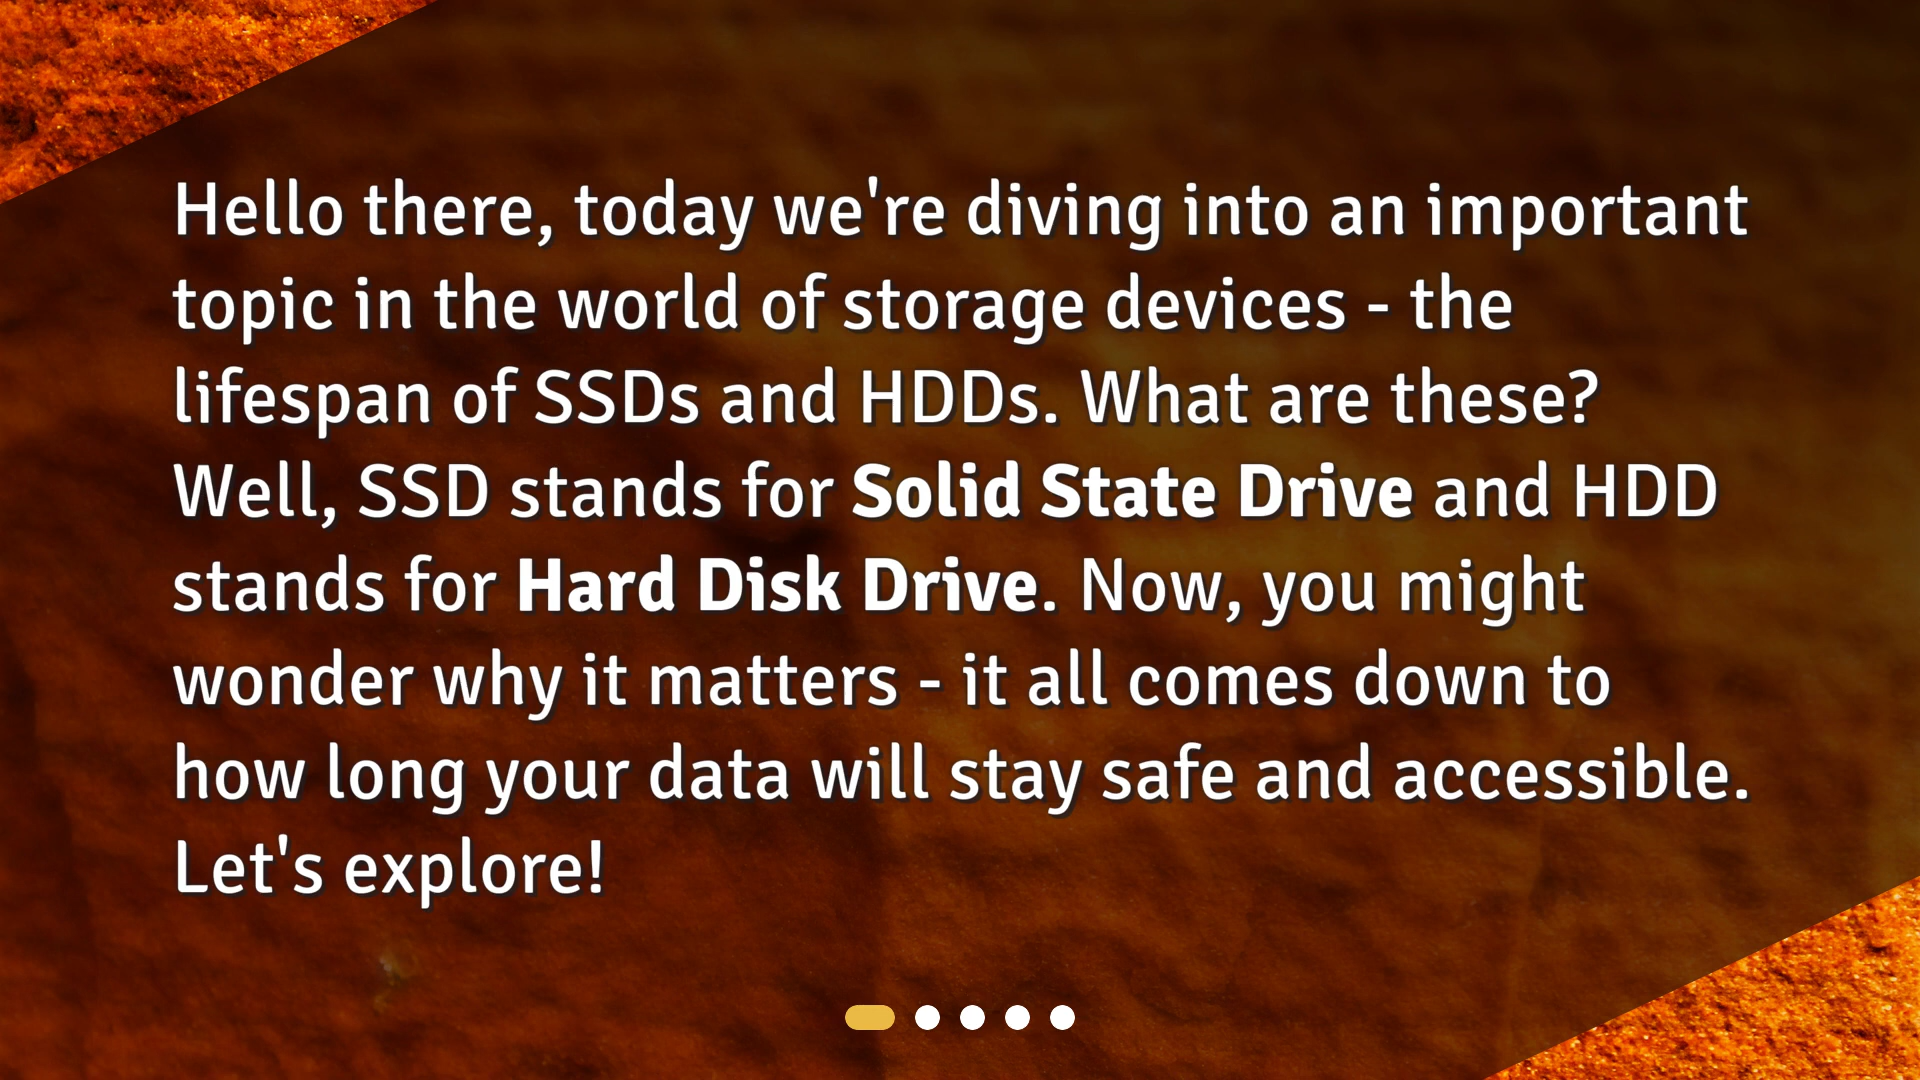 Hello there, today we're diving into an important
topic in the world of storage devices - the
lifespan of SSDs and HDDs. What are these?
Well, SSD stands for Solid State Drive and HDD
stands for Hard Disk Drive. Now, you might
wonder why it matters - it all comes down to
how long your data will stay safe and accessible.
Let's explore!